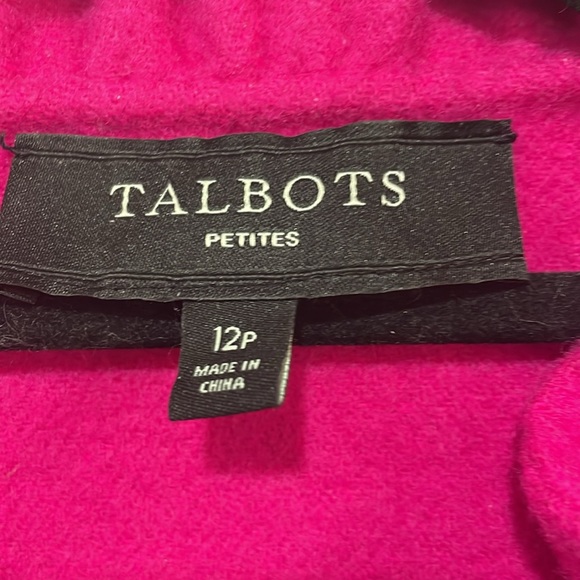 TALBOTS
PETITES
12P
MADE IN
CHINA